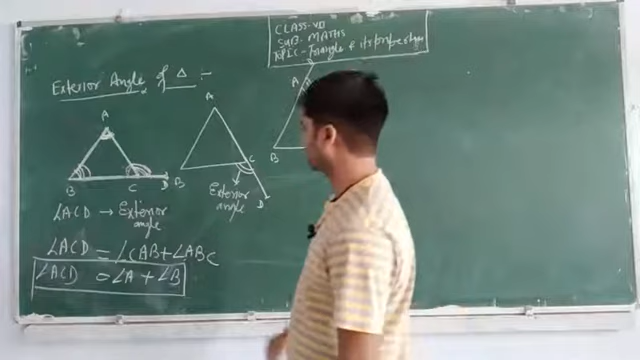 CLASS-VII
SUB- MATHS
TOPIC- Triangle & its properties
Exterior Angle of Δ :-
A
B
C
D
A
B
C
D
Exterior
angle
A
B
∠ACD → Exterior
angle
∠ACD = ∠CAB + ∠ABC
∠ACD = ∠A + ∠B